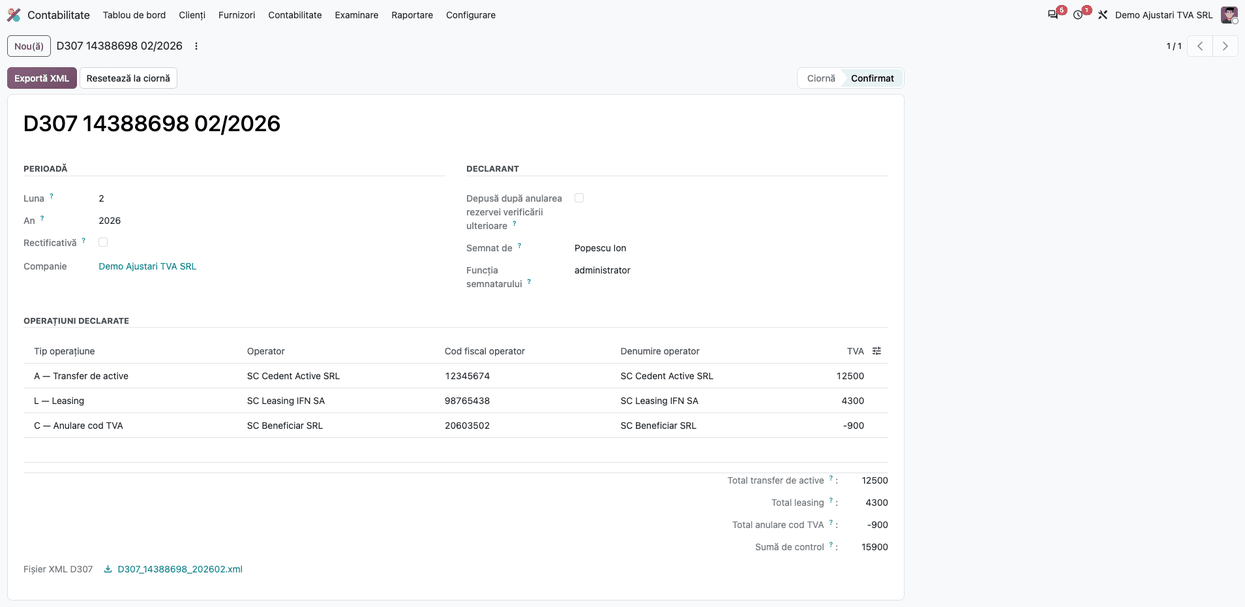 Contabilitate Tablou de bord Clienți Furnizori Contabilitate Examinare Raportare Configurare 5 1 Demo Ajustari TVA SRL
Nou(ă) D307 14388698 02/2026 1 / 1
Exportă XML Resetează la ciornă Ciornă Confirmat
D307 14388698 02/2026
PERIOADĂ
Luna ? 2
An ? 2026
Rectificativă ?
Companie Demo Ajustari TVA SRL
DECLARANT
Depusă după anularea
rezervei verificării
ulterioare ?
Semnat de ? Popescu Ion
Funcția administrator
semnatarului ?
OPERAȚIUNI DECLARATE
Tip operațiune Operator Cod fiscal operator Denumire operator TVA
A — Transfer de active SC Cedent Active SRL 12345674 SC Cedent Active SRL 12500
L — Leasing SC Leasing IFN SA 98765438 SC Leasing IFN SA 4300
C — Anulare cod TVA SC Beneficiar SRL 20603502 SC Beneficiar SRL -900
Total transfer de active ? : 12500
Total leasing ? : 4300
Total anulare cod TVA ? : -900
Sumă de control ? : 15900
Fișier XML D307 D307_14388698_202602.xml